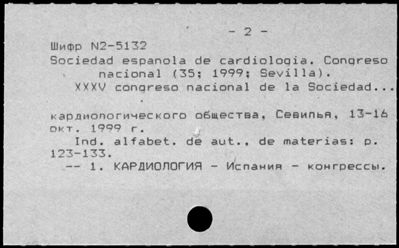 - 2 -
Шифр N2-5132
Sociedad espanola de cardiologia. Congreso
nacional (35; 1999; Sevilla).
XXXV congreso nacional de la Sociedad...
кардиологического общества, Севилья, 13-16
окт. 1999 г.
Ind. alfabet. de aut., de materias: p.
123-133.
-- 1. КАРДИОЛОГИЯ - Испания - конгрессы.